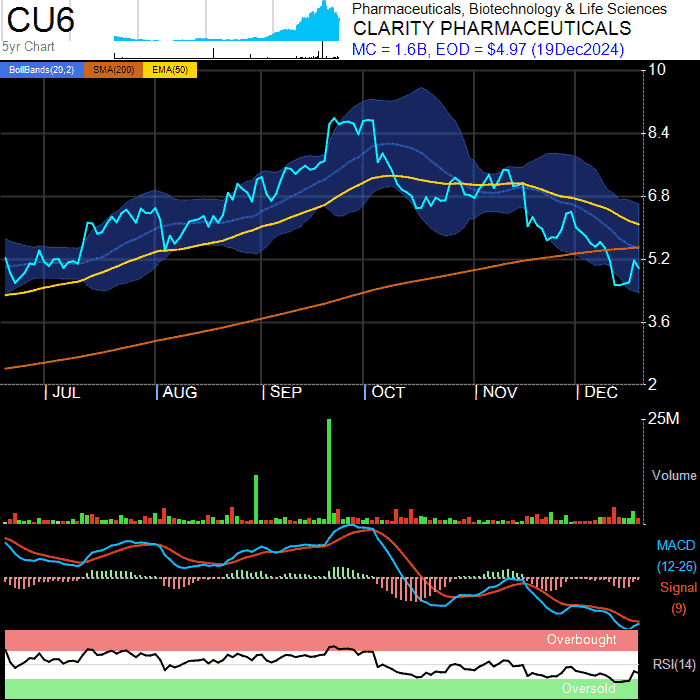 CU6
5yr Chart
Pharmaceuticals, Biotechnology & Life Sciences
CLARITY PHARMACEUTICALS
MC = 1.6B, EOD = $4.97 (19Dec2024)
BollBands(20,2) SMA(200) EMA(50)
10
8.4
6.8
5.2
3.6
2
| JUL | AUG | SEP | OCT | NOV | DEC
25M
Volume
MACD
(12-26)
Signal
(9)
Overbought
RSI(14)
Oversold